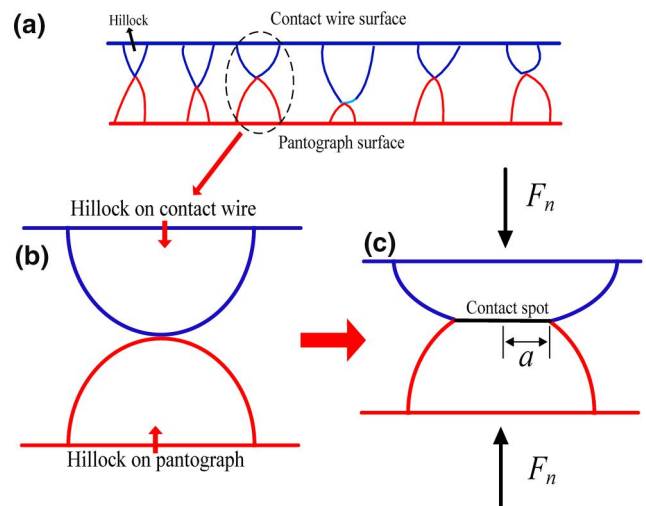 (a)
Hillock
Contact wire surface
Pantograph surface
Hillock on contact wire
(b)
Hillock on pantograph
F_n
(c)
Contact spot
a
F_n